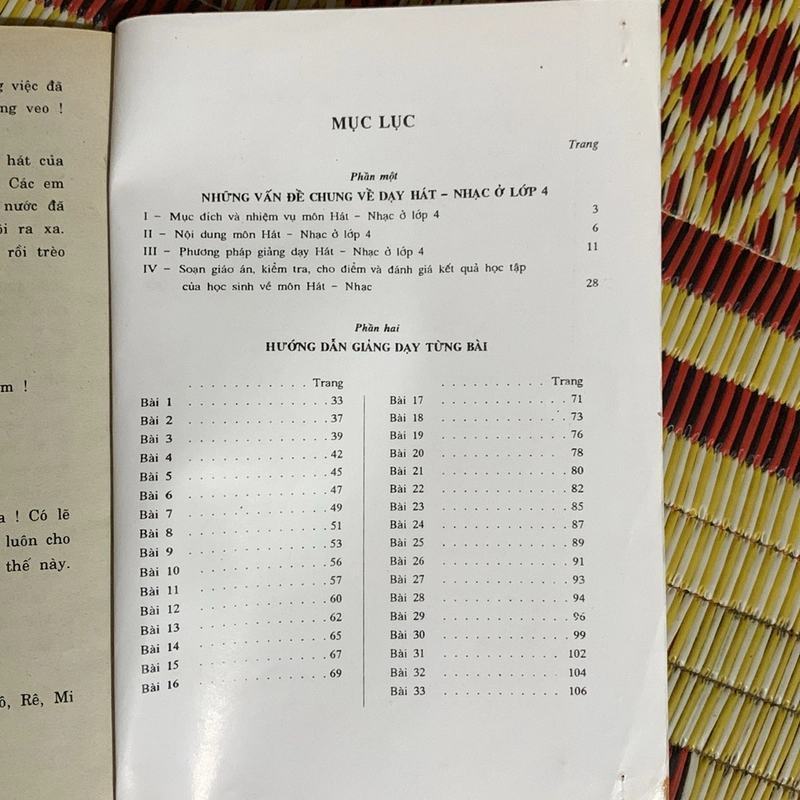 g việc đã
ng veo !
hát của
Các em
nước đã
ội ra xa.
rồi trèo
m !
a ! Có lẽ
luôn cho
thế này.
ô, Rê, Mi
MỤC LỤC
Trang
Phần một
NHỮNG VẤN ĐỀ CHUNG VỀ DẠY HÁT – NHẠC Ở LỚP 4
I – Mục đích và nhiệm vụ môn Hát – Nhạc ở lớp 4 3
II – Nội dung môn Hát – Nhạc ở lớp 4 6
III – Phương pháp giảng dạy Hát – Nhạc ở lớp 4 11
IV – Soạn giáo án, kiểm tra, cho điểm và đánh giá kết quả học tập
của học sinh về môn Hát – Nhạc 28
Phần hai
HƯỚNG DẪN GIẢNG DẠY TỪNG BÀI
. . . . . . . . . . . Trang
Bài 1 . . . . . . . . . . . . . 33
Bài 2 . . . . . . . . . . . . . 37
Bài 3 . . . . . . . . . . . . . 39
Bài 4 . . . . . . . . . . . . . 42
Bài 5 . . . . . . . . . . . . . 45
Bài 6 . . . . . . . . . . . . . 47
Bài 7 . . . . . . . . . . . . . 49
Bài 8 . . . . . . . . . . . . . 51
Bài 9 . . . . . . . . . . . . . 53
Bài 10 . . . . . . . . . . . . 56
Bài 11 . . . . . . . . . . . . 57
Bài 12 . . . . . . . . . . . . 60
Bài 13 . . . . . . . . . . . . 62
Bài 14 . . . . . . . . . . . . 65
Bài 15 . . . . . . . . . . . . 67
Bài 16 . . . . . . . . . . . . 69
. . . . . . . . . . Trang
Bài 17 . . . . . . . . . . . . 71
Bài 18 . . . . . . . . . . . . 73
Bài 19 . . . . . . . . . . . . 76
Bài 20 . . . . . . . . . . . . 78
Bài 21 . . . . . . . . . . . . 80
Bài 22 . . . . . . . . . . . . 82
Bài 23 . . . . . . . . . . . . 85
Bài 24 . . . . . . . . . . . . 87
Bài 25 . . . . . . . . . . . . 89
Bài 26 . . . . . . . . . . . . 91
Bài 27 . . . . . . . . . . . . 93
Bài 28 . . . . . . . . . . . . 94
Bài 29 . . . . . . . . . . . . 96
Bài 30 . . . . . . . . . . . . 99
Bài 31 . . . . . . . . . . . . 102
Bài 32 . . . . . . . . . . . . 104
Bài 33 . . . . . . . . . . . . 106